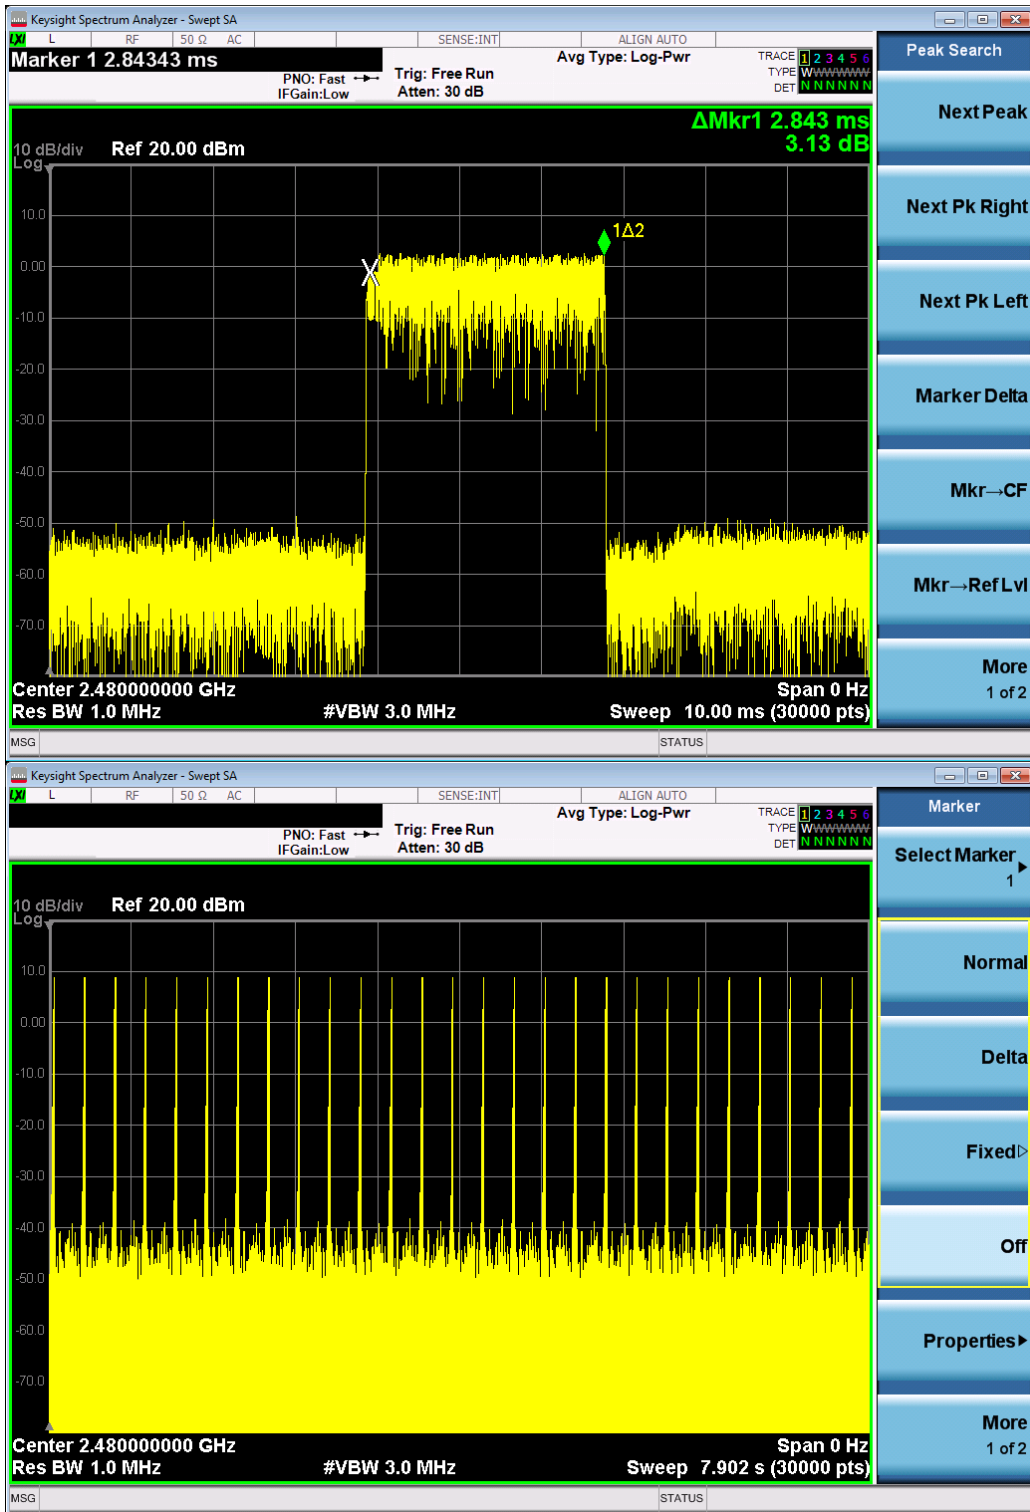 Keysight Spectrum Analyzer - Swept SA
LXI L RF 50 Ω AC SENSE:INT ALIGN AUTO
Marker 1 2.84343 ms
PNO: Fast
IFGain:Low
Trig: Free Run
Atten: 30 dB
Avg Type: Log-Pwr
TRACE 1 2 3 4 5 6
TYPE WWWWWW
DET N N N N N N
ΔMkr1 2.843 ms
3.13 dB
10 dB/div Ref 20.00 dBm
Log
10.0
0.00
-10.0
-20.0
-30.0
-40.0
-50.0
-60.0
-70.0
X
1Δ2
Center 2.480000000 GHz Span 0 Hz
Res BW 1.0 MHz #VBW 3.0 MHz Sweep 10.00 ms (30000 pts)
MSG STATUS
Peak Search
Next Peak
Next Pk Right
Next Pk Left
Marker Delta
Mkr→CF
Mkr→Ref Lvl
More
1 of 2
Keysight Spectrum Analyzer - Swept SA
LXI L RF 50 Ω AC SENSE:INT ALIGN AUTO
PNO: Fast
IFGain:Low
Trig: Free Run
Atten: 30 dB
Avg Type: Log-Pwr
TRACE 1 2 3 4 5 6
TYPE WWWWWW
DET N N N N N N
10 dB/div Ref 20.00 dBm
Log
10.0
0.00
-10.0
-20.0
-30.0
-40.0
-50.0
-60.0
-70.0
Center 2.480000000 GHz Span 0 Hz
Res BW 1.0 MHz #VBW 3.0 MHz Sweep 7.902 s (30000 pts)
MSG STATUS
Marker
Select Marker
1
Normal
Delta
Fixed
Off
Properties
More
1 of 2